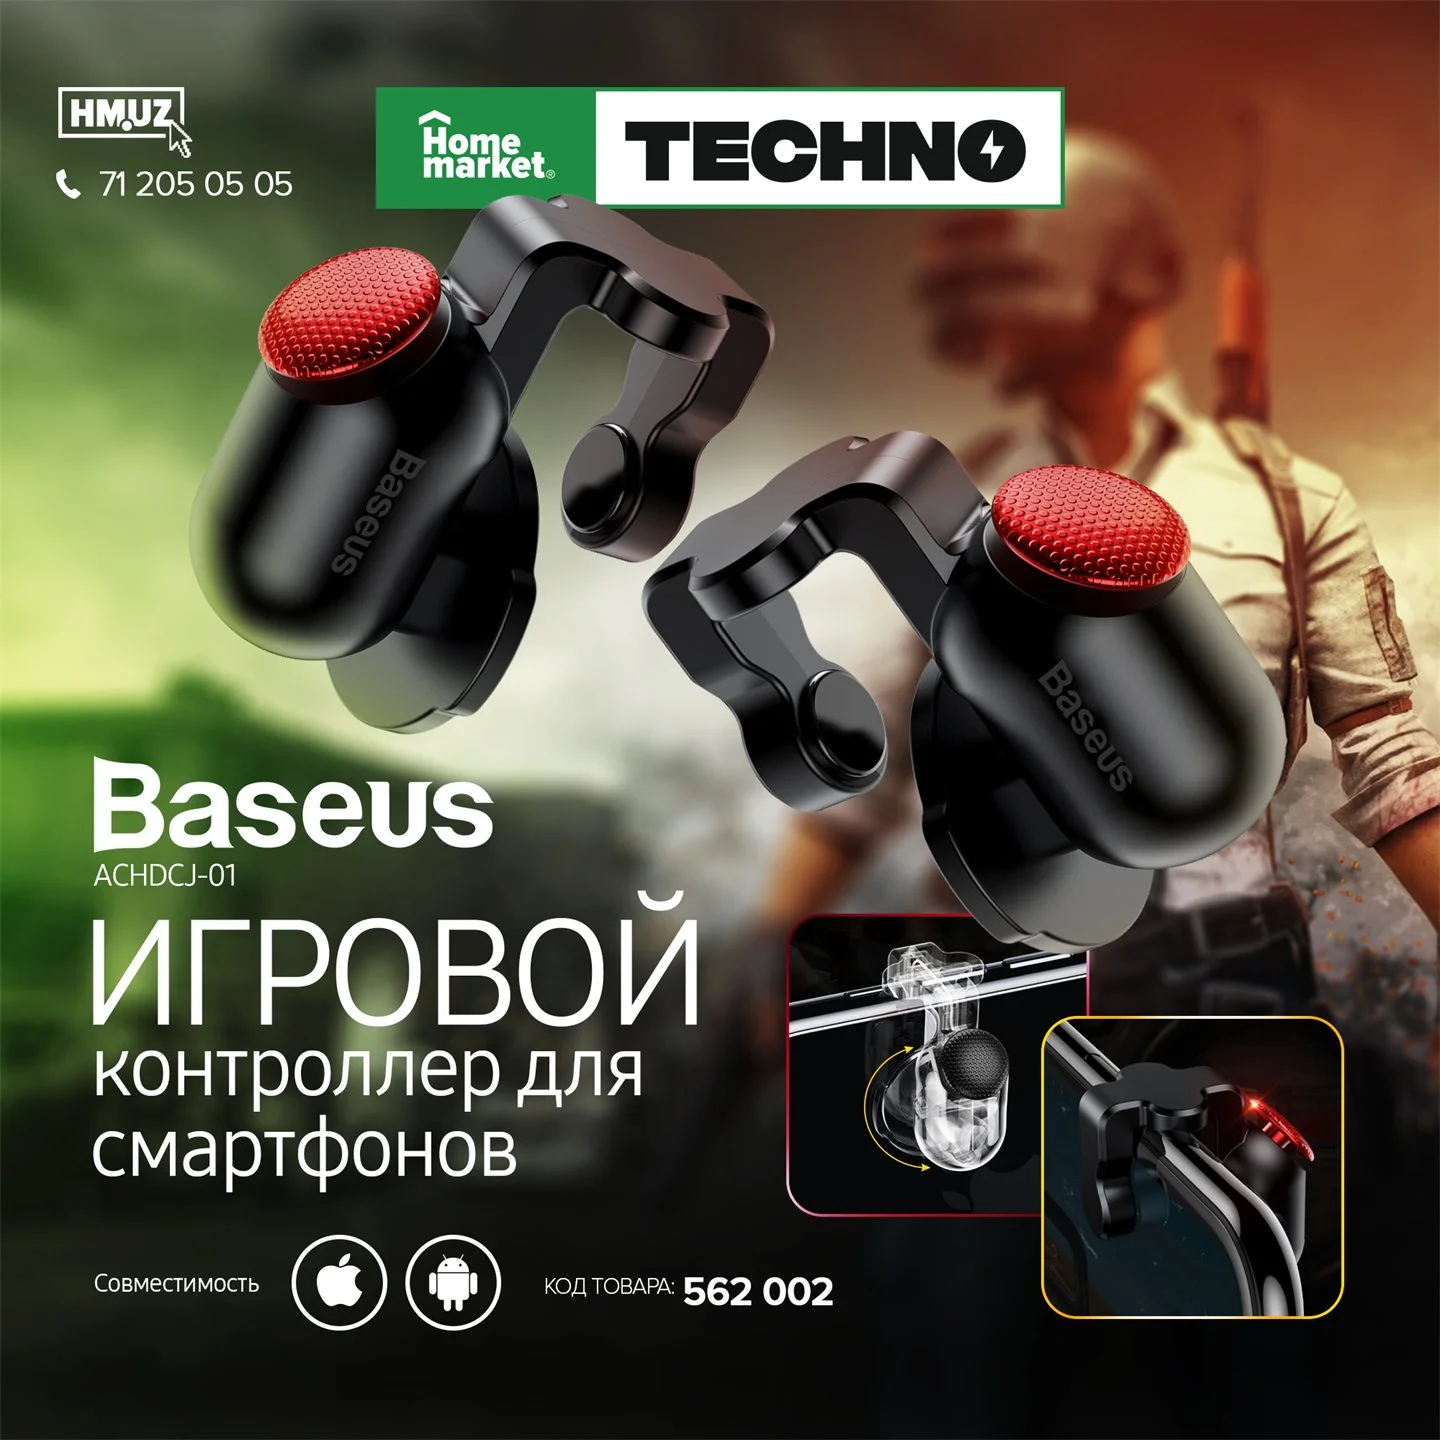 HM.UZ
71 205 05 05
Home
market®
TECHNO
Baseus
Baseus
Baseus
ACHDCJ-01
ИГРОВОЙ
контроллер для
смартфонов
Совместимость
КОД ТОВАРА: 562 002